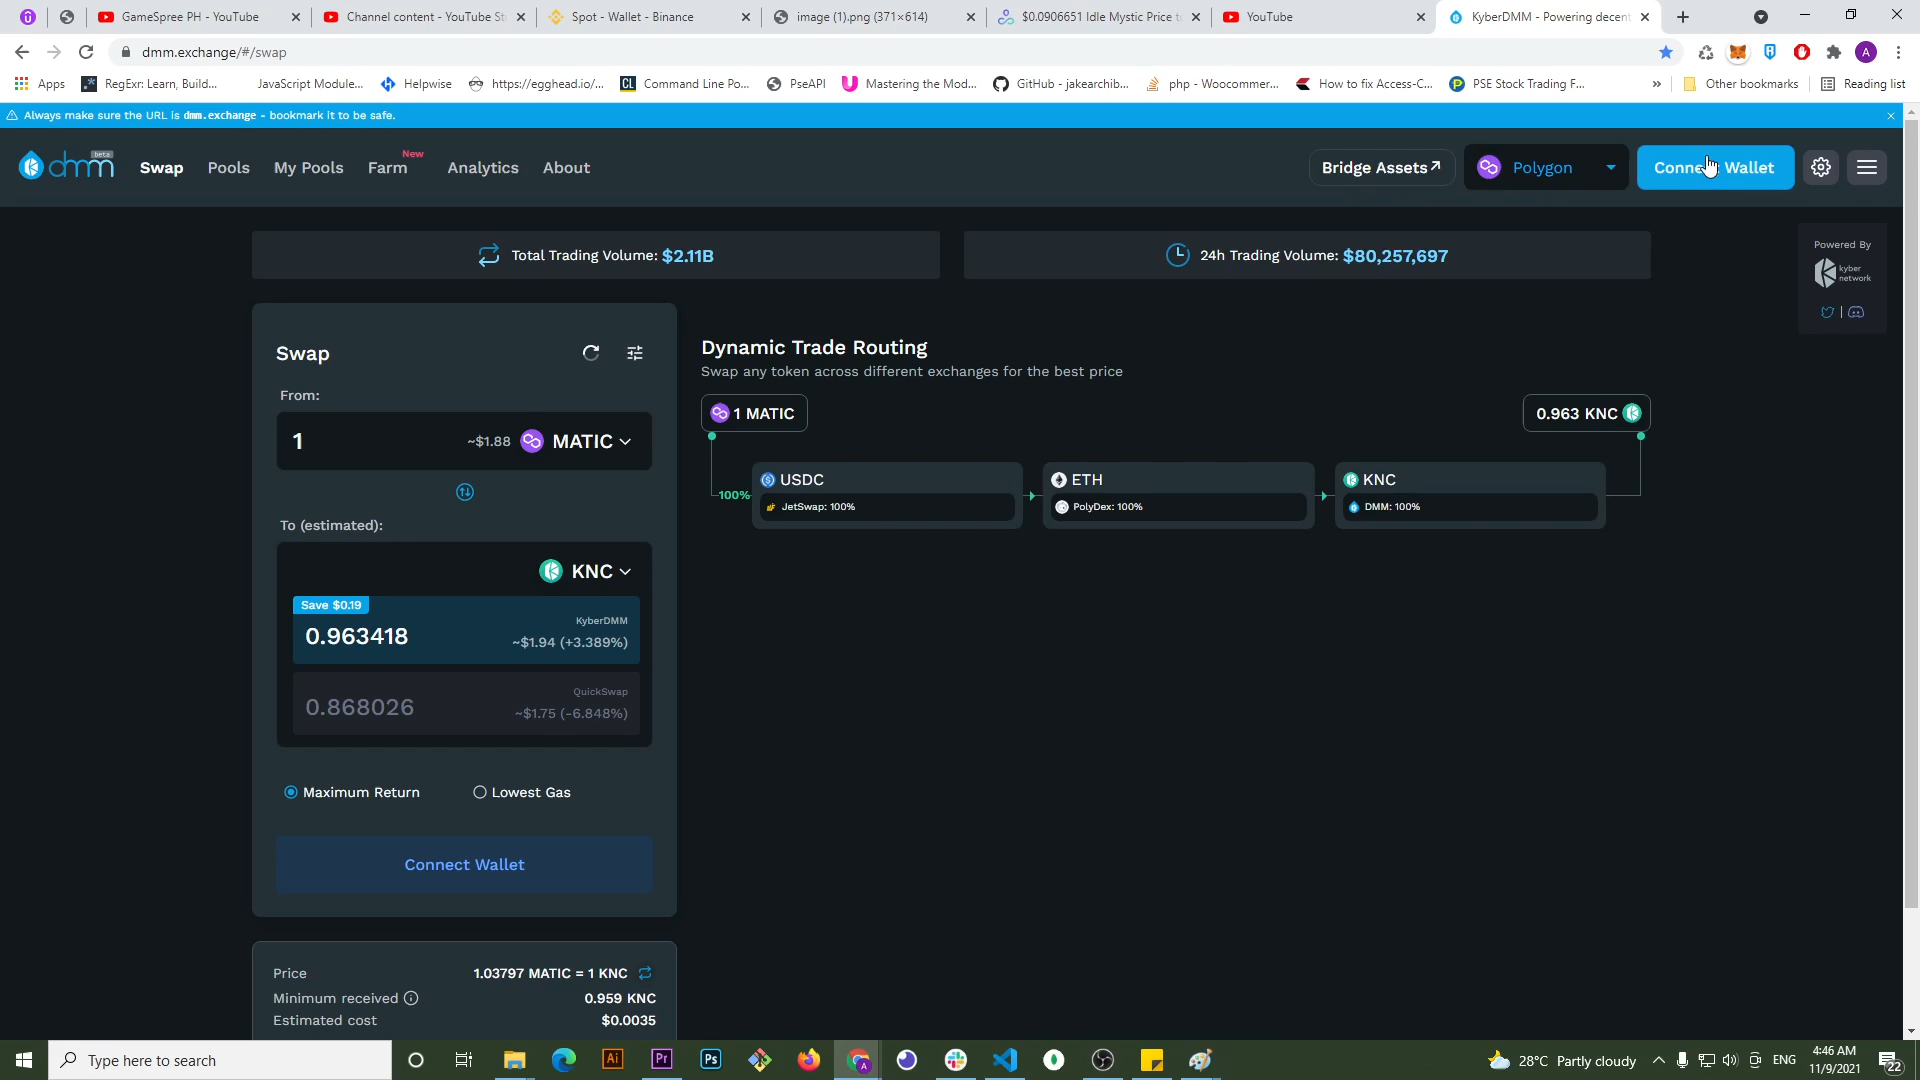 GameSpree PH - YouTube
Channel content - YouTube St
Spot - Wallet - Binance
image (1).png (371×614)
$0.0906651 Idle Mystic Price t
YouTube
KyberDMM - Powering decent
dmm.exchange/#/swap
A
Apps
RegExr: Learn, Build...
JavaScript Module...
Helpwise
https://egghead.io/...
CL Command Line Po...
PseAPI
Mastering the Mod...
GitHub - jakearchib...
php - Woocommer...
How to fix Access-C...
PSE Stock Trading F...
»
Other bookmarks
Reading list
Always make sure the URL is dmm.exchange - bookmark it to be safe.
dmm beta
Swap
Pools
My Pools
Farm New
Analytics
About
Bridge Assets↗
Polygon
Wallet
Total Trading Volume: $2.11B
24h Trading Volume: $80,257,697
Powered By
kyber
network
Swap
From:
1
~$1.88
MATIC
To (estimated):
KNC
Save $0.19
KyberDMM
0.963418
~$1.94 (+3.389%)
QuickSwap
0.868026
~$1.75 (-6.848%)
Maximum Return
Lowest Gas
Connect Wallet
Price
1.03797 MATIC = 1 KNC
Minimum received
0.959 KNC
Estimated cost
$0.0035
Dynamic Trade Routing
Swap any token across different exchanges for the best price
1 MATIC
0.963 KNC
100%
USDC
JetSwap: 100%
ETH
PolyDex: 100%
KNC
DMM: 100%
Type here to search
Ai
Pr
Ps
A
28°C Partly cloudy
ENG
4:46 AM
11/9/2021
22